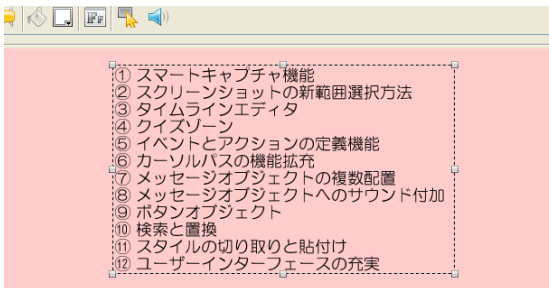 ① スマートキャプチャ機能
② スクリーンショットの新範囲選択方法
③ タイムラインエディタ
④ クイズゾーン
⑤ イベントとアクションの定義機能
⑥ カーソルパスの機能拡充
⑦ メッセージオブジェクトの複数配置
⑧ メッセージオブジェクトへのサウンド付加
⑨ ボタンオブジェクト
⑩ 検索と置換
⑪ スタイルの切り取りと貼付け
⑫ ユーザーインターフェースの充実